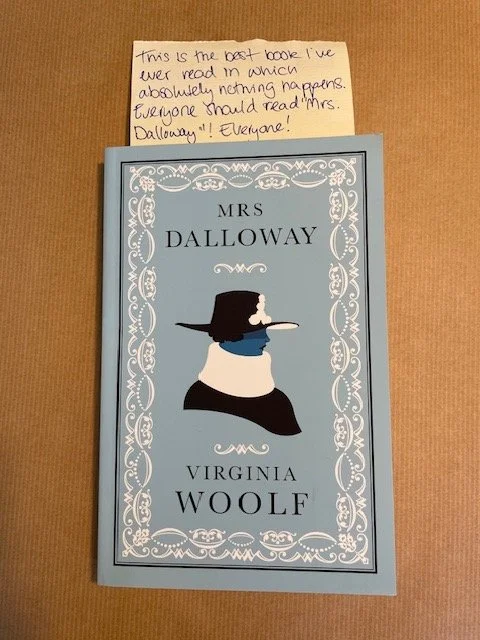 This is the best book I've
ever read in which
absolutely nothing happens.
Everyone should read "Mrs.
Dalloway"! Everyone!
MRS
DALLOWAY
VIRGINIA
WOOLF